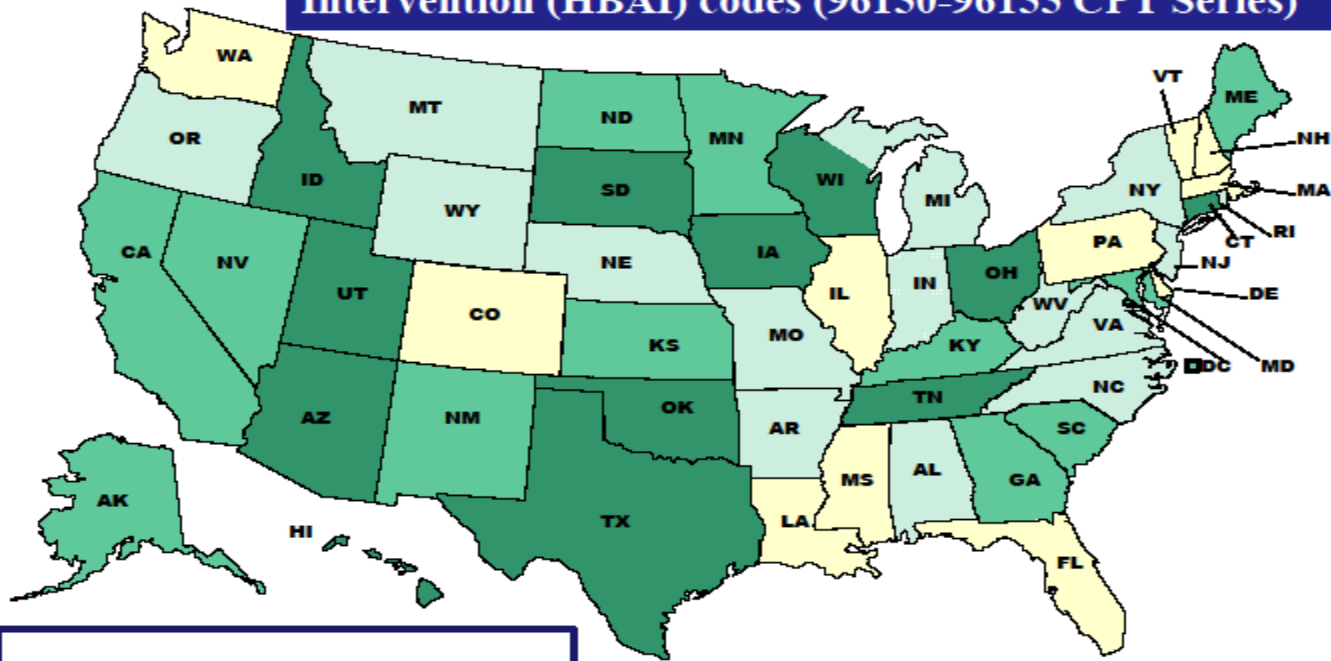 Intervention (HBAI) codes (96150-96155 CPT Series)
WA
VT
ME
MT
ND
MN
OR
NH
ID
SD
WI
MA
WY
MI
NY
RI
CT
CA
NV
NE
IA
PA
NJ
UT
CO
IL
IN
OH
DE
WV
VA
KS
MO
KY
MD
DC
NC
AZ
NM
OK
TN
AR
SC
AK
MS
AL
GA
HI
TX
LA
FL